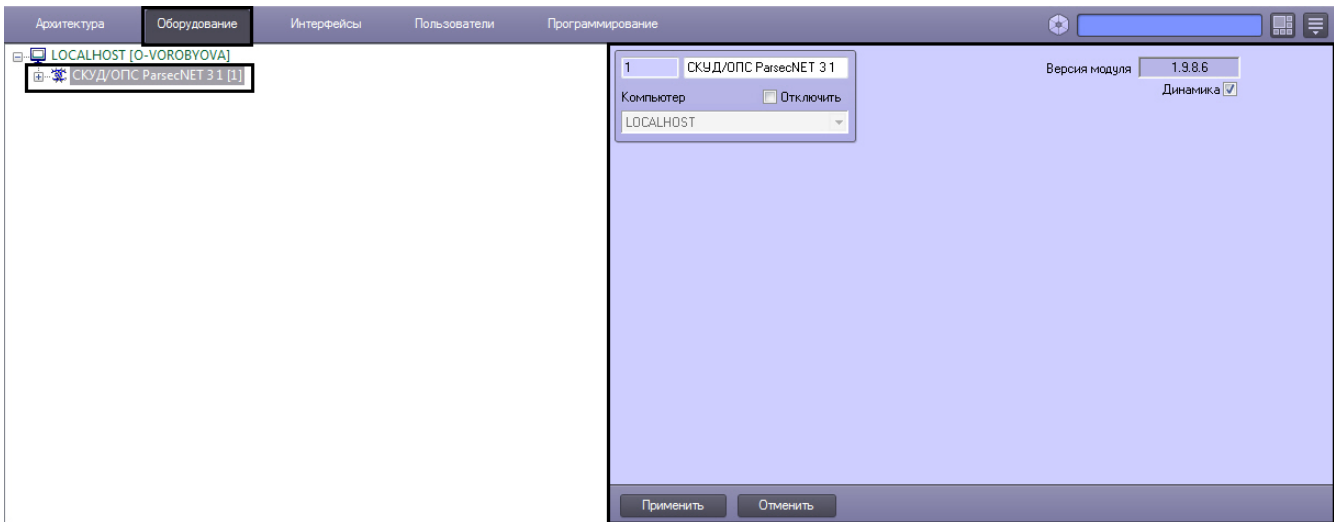 Архитектура Оборудование Интерфейсы Пользователи Программирование
LOCALHOST [O-VOROBYOVA]
СКУД/ОПС ParsecNET 3 1 [1]
1 СКУД/ОПС ParsecNET 3 1
Компьютер Отключить
LOCALHOST
Версия модуля 1.9.8.6
Динамика
Применить Отменить